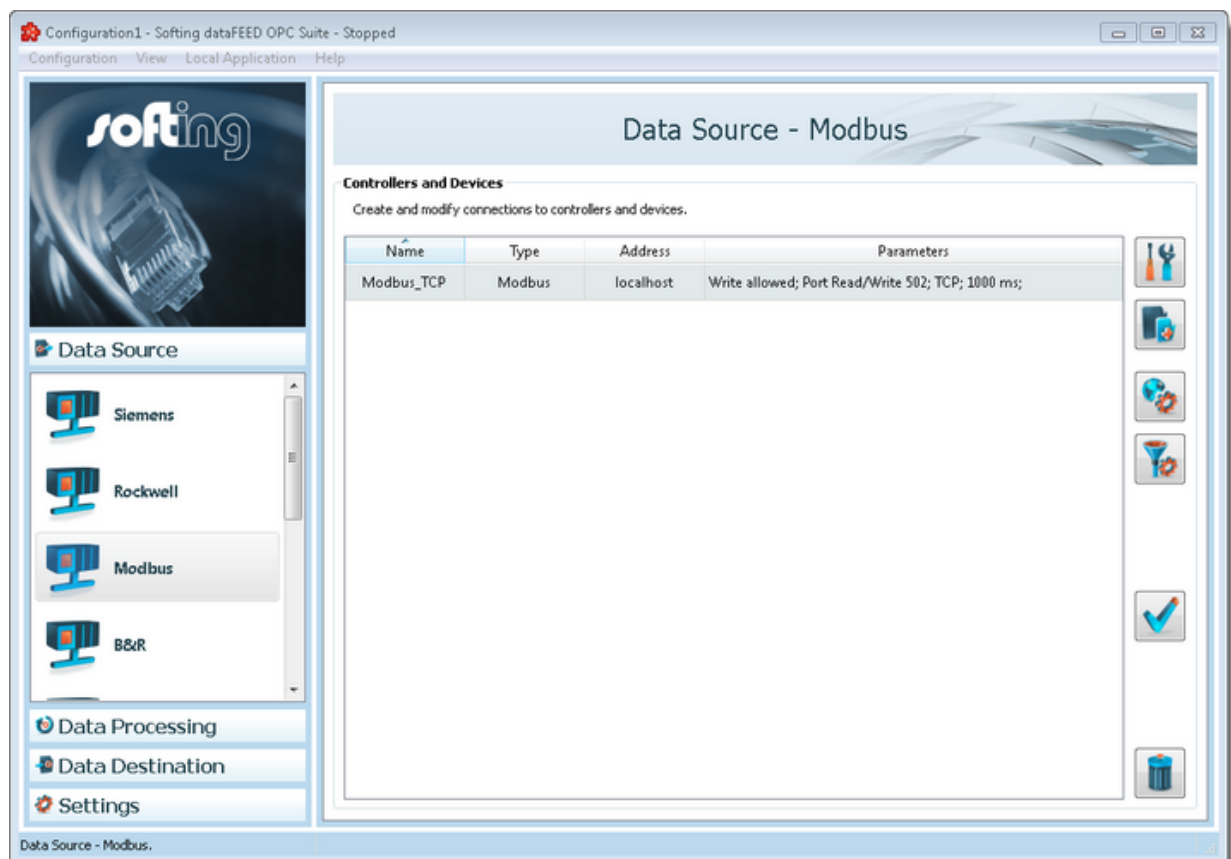 Configuration1 - Softing dataFEED OPC Suite - Stopped
Configuration View Local Application Help
softing
Data Source
Siemens
Rockwell
Modbus
B&R
Data Processing
Data Destination
Settings
Data Source - Modbus
Controllers and Devices
Create and modify connections to controllers and devices.
Name Type Address Parameters
Modbus_TCP Modbus localhost Write allowed; Port Read/Write 502; TCP; 1000 ms;
Data Source - Modbus.